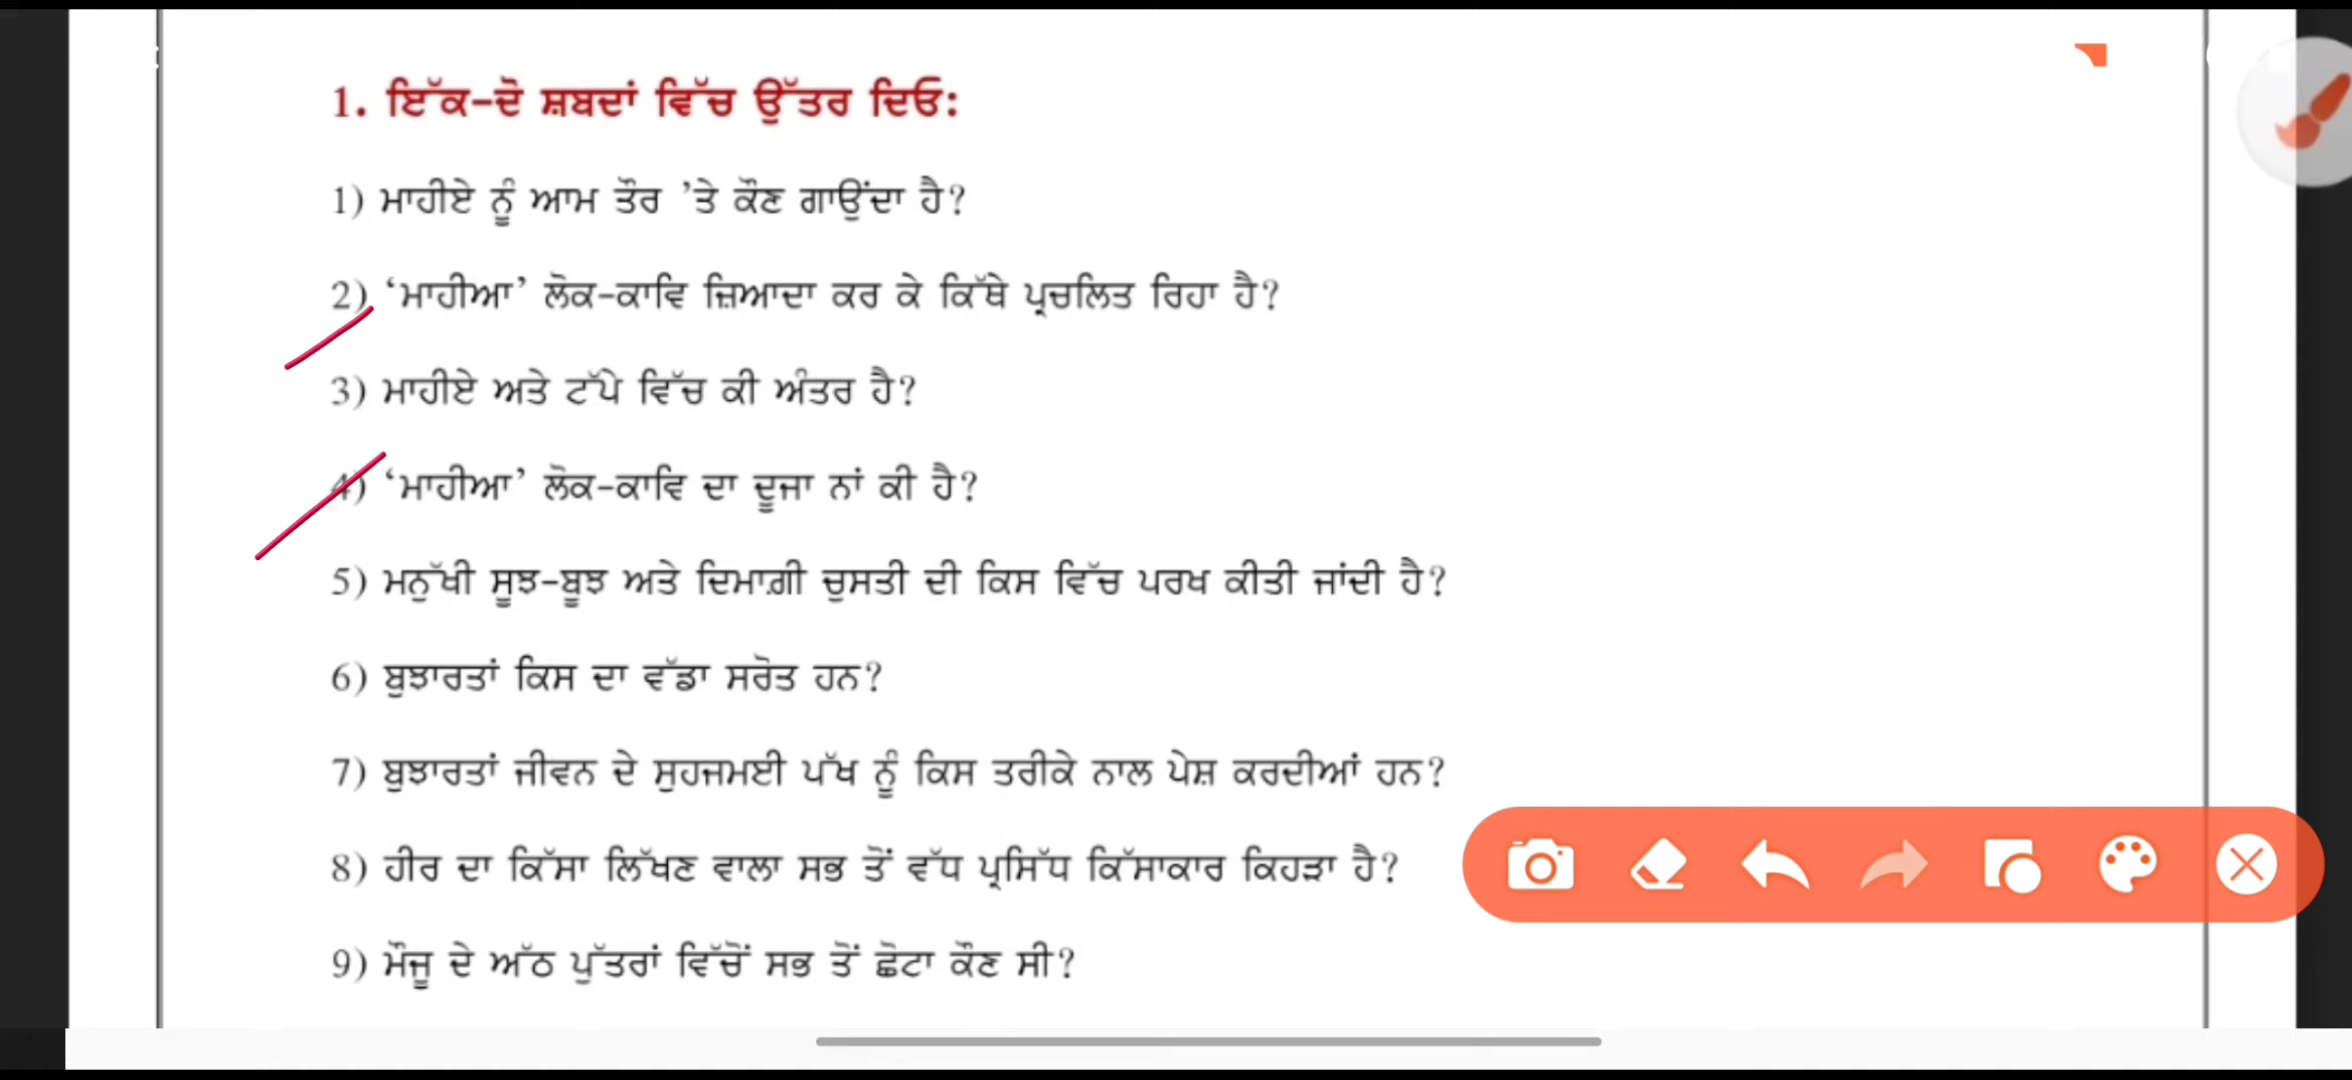 1. ਇੱਕ-ਦੋ ਸ਼ਬਦਾਂ ਵਿੱਚ ਉੱਤਰ ਦਿਓ:
1) ਮਾਹੀਏ ਨੂੰ ਆਮ ਤੌਰ ’ਤੇ ਕੌਣ ਗਾਉਂਦਾ ਹੈ?
2) ‘ਮਾਹੀਆ’ ਲੋਕ-ਕਾਵਿ ਜ਼ਿਆਦਾ ਕਰ ਕੇ ਕਿੱਥੇ ਪ੍ਰਚਲਿਤ ਰਿਹਾ ਹੈ?
3) ਮਾਹੀਏ ਅਤੇ ਟੱਪੇ ਵਿੱਚ ਕੀ ਅੰਤਰ ਹੈ?
4) ‘ਮਾਹੀਆ’ ਲੋਕ-ਕਾਵਿ ਦਾ ਦੂਜਾ ਨਾਂ ਕੀ ਹੈ?
5) ਮਨੁੱਖੀ ਸੂਝ-ਬੂਝ ਅਤੇ ਦਿਮਾਗ਼ੀ ਚੁਸਤੀ ਦੀ ਕਿਸ ਵਿੱਚ ਪਰਖ ਕੀਤੀ ਜਾਂਦੀ ਹੈ?
6) ਬੁਝਾਰਤਾਂ ਕਿਸ ਦਾ ਵੱਡਾ ਸਰੋਤ ਹਨ?
7) ਬੁਝਾਰਤਾਂ ਜੀਵਨ ਦੇ ਸੁਹਜਮਈ ਪੱਖ ਨੂੰ ਕਿਸ ਤਰੀਕੇ ਨਾਲ ਪੇਸ਼ ਕਰਦੀਆਂ ਹਨ?
8) ਹੀਰ ਦਾ ਕਿੱਸਾ ਲਿੱਖਣ ਵਾਲਾ ਸਭ ਤੋਂ ਵੱਧ ਪ੍ਰਸਿੱਧ ਕਿੱਸਾਕਾਰ ਕਿਹੜਾ ਹੈ?
9) ਮੌਜੂ ਦੇ ਅੱਠ ਪੁੱਤਰਾਂ ਵਿੱਚੋਂ ਸਭ ਤੋਂ ਛੋਟਾ ਕੌਣ ਸੀ?